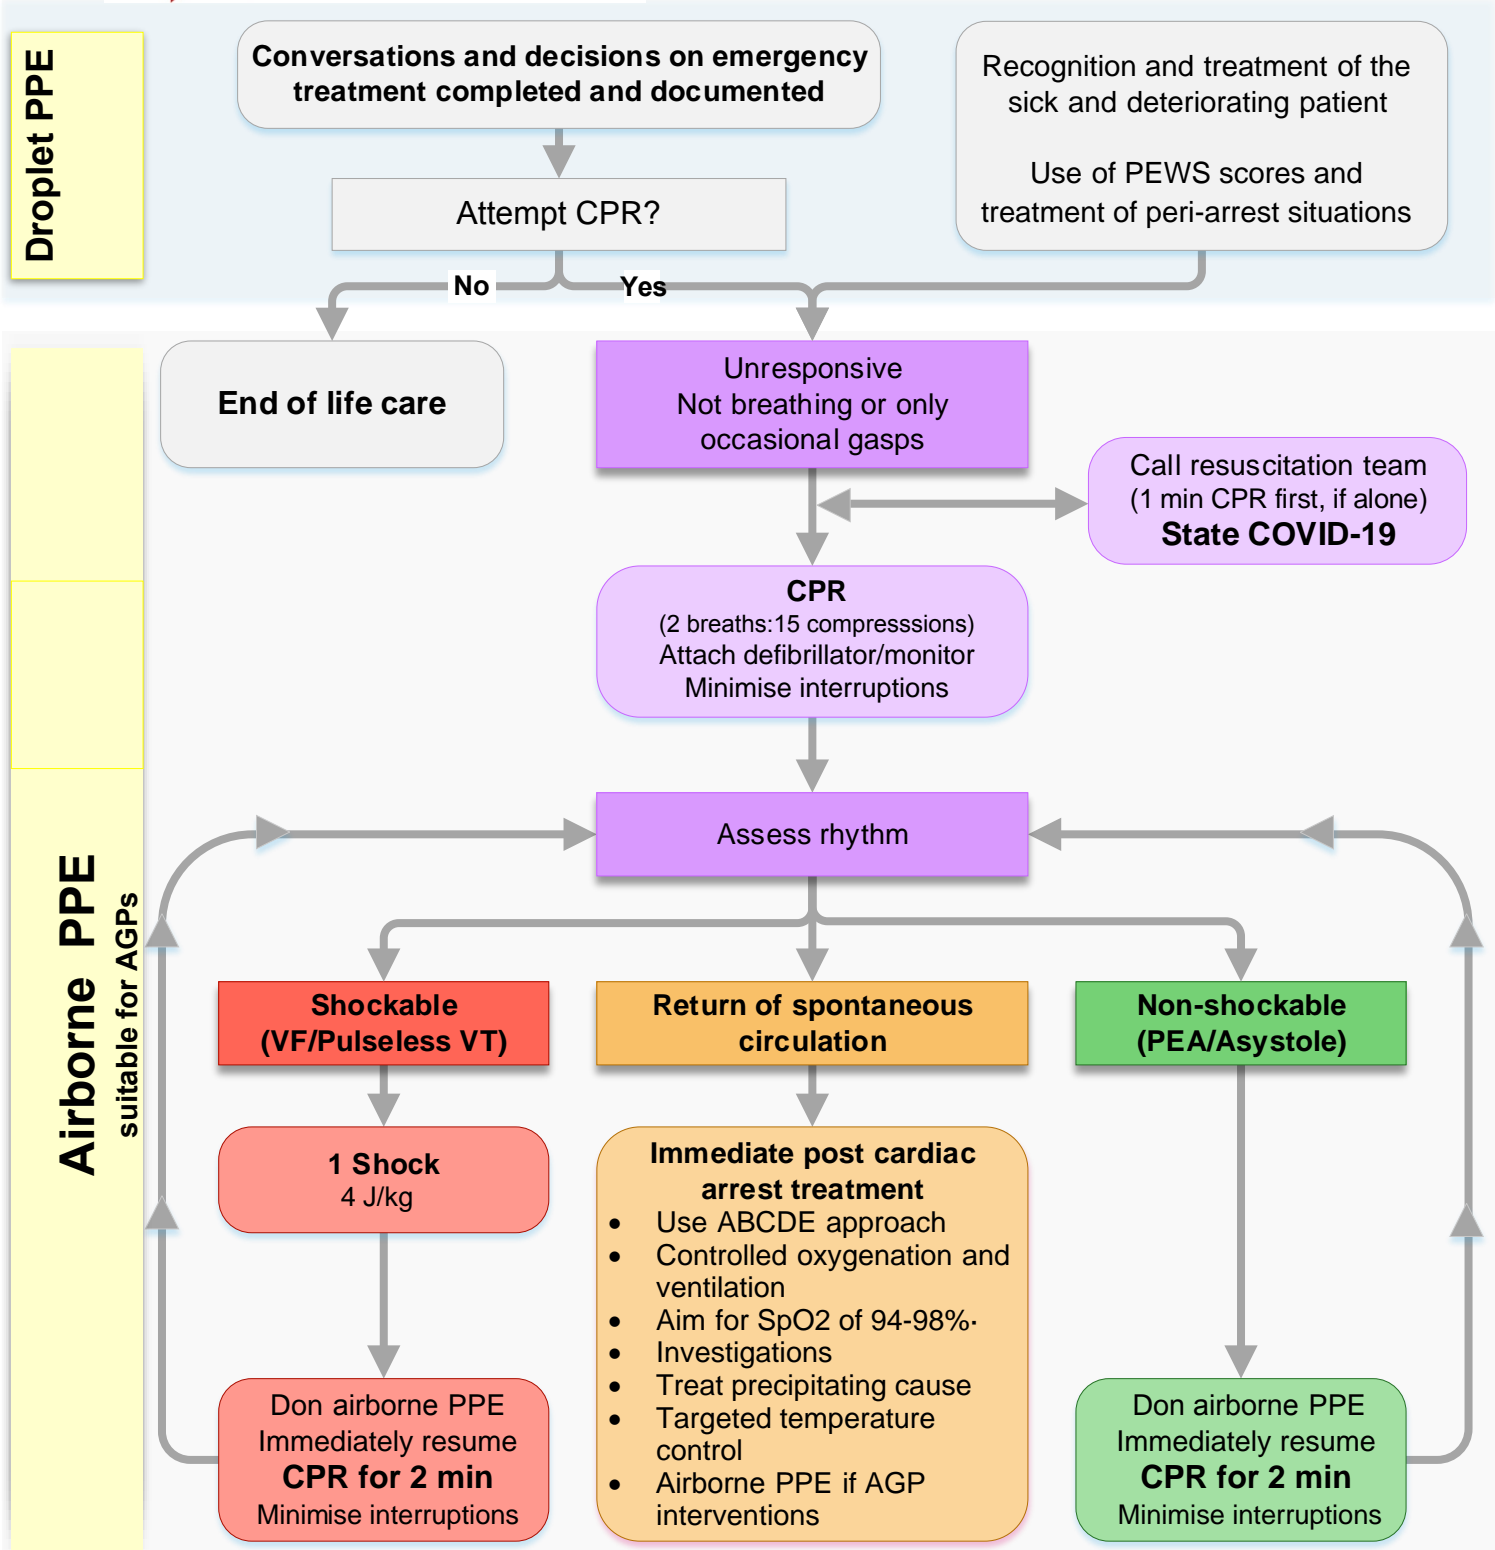 Droplet PPE
Conversations and decisions on emergency
treatment completed and documented
Recognition and treatment of the
sick and deteriorating patient
Use of PEWS scores and
treatment of peri-arrest situations
Attempt CPR?
No
Yes
End of life care
Unresponsive
Not breathing or only
occasional gasps
Call resuscitation team
(1 min CPR first, if alone)
State COVID-19
CPR
(2 breaths:15 compresssions)
Attach defibrillator/monitor
Minimise interruptions
Airborne PPE
suitable for AGPs
Assess rhythm
Shockable
(VF/Pulseless VT)
Return of spontaneous
circulation
Non-shockable
(PEA/Asystole)
1 Shock
4 J/kg
Immediate post cardiac
arrest treatment
• Use ABCDE approach
• Controlled oxygenation and
ventilation
• Aim for SpO2 of 94-98%·
• Investigations
• Treat precipitating cause
• Targeted temperature
control
• Airborne PPE if AGP
interventions
Don airborne PPE
Immediately resume
CPR for 2 min
Minimise interruptions
Don airborne PPE
Immediately resume
CPR for 2 min
Minimise interruptions